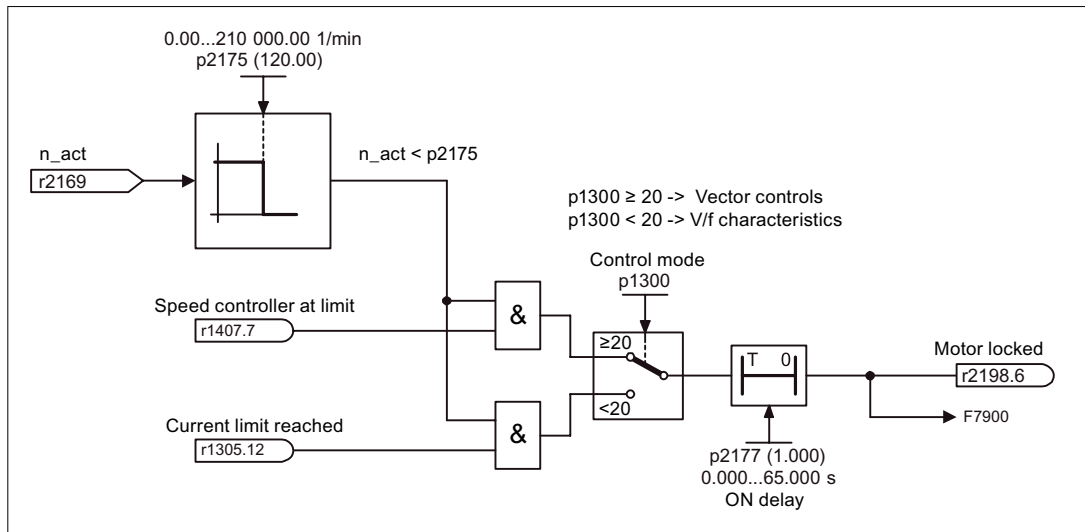 0.00...210 000.00 1/min
p2175 (120.00)
n_act
r2169
n_act < p2175
p1300 ≥ 20 -> Vector controls
p1300 < 20 -> V/f characteristics
Control mode
p1300
Speed controller at limit
r1407.7
&
≥20
<20
T 0
Motor locked
r2198.6
F7900
Current limit reached
r1305.12
&
p2177 (1.000)
0.000...65.000 s
ON delay